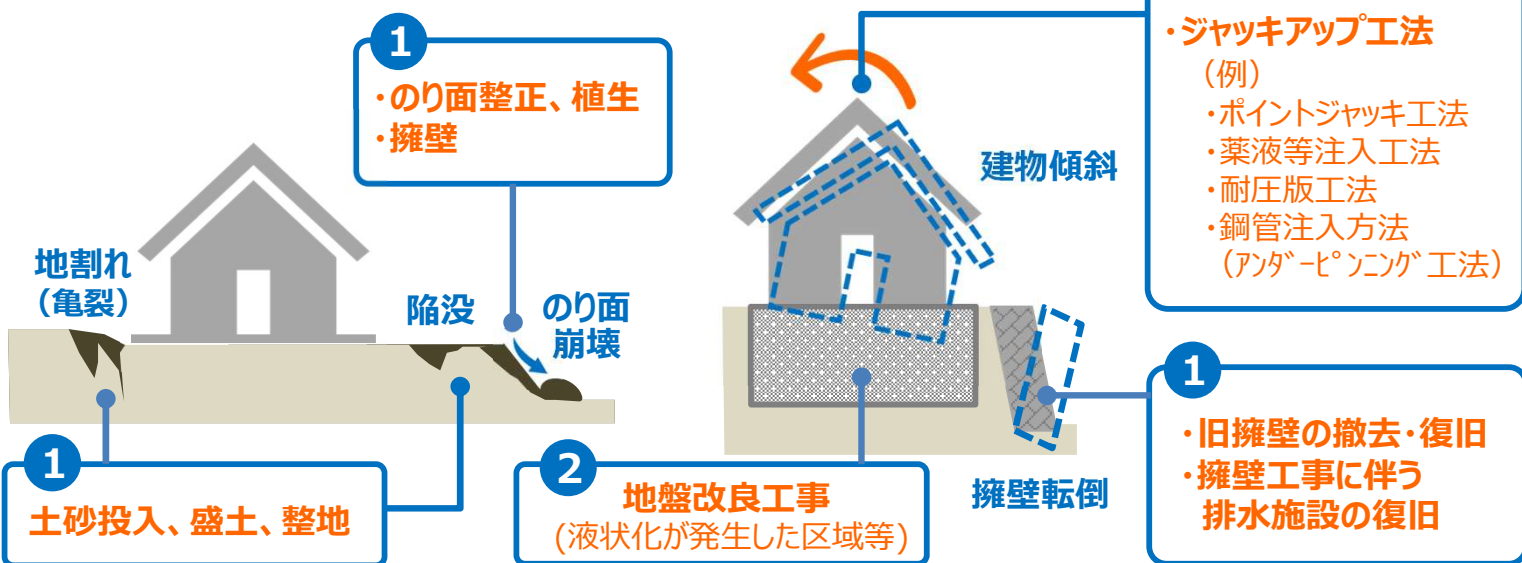 1
・のり面整正、植生
・擁壁
地割れ
（亀裂）
陥没
のり面
崩壊
1
土砂投入、盛土、整地
・ジャッキアップ工法
（例）
・ポイントジャッキ工法
・薬液等注入工法
・耐圧版工法
・鋼管注入方法
（ｱﾝﾀﾞｰﾋﾟﾝﾆﾝｸﾞ工法）
建物傾斜
2
地盤改良工事
(液状化が発生した区域等)
擁壁転倒
1
・旧擁壁の撤去・復旧
・擁壁工事に伴う
排水施設の復旧